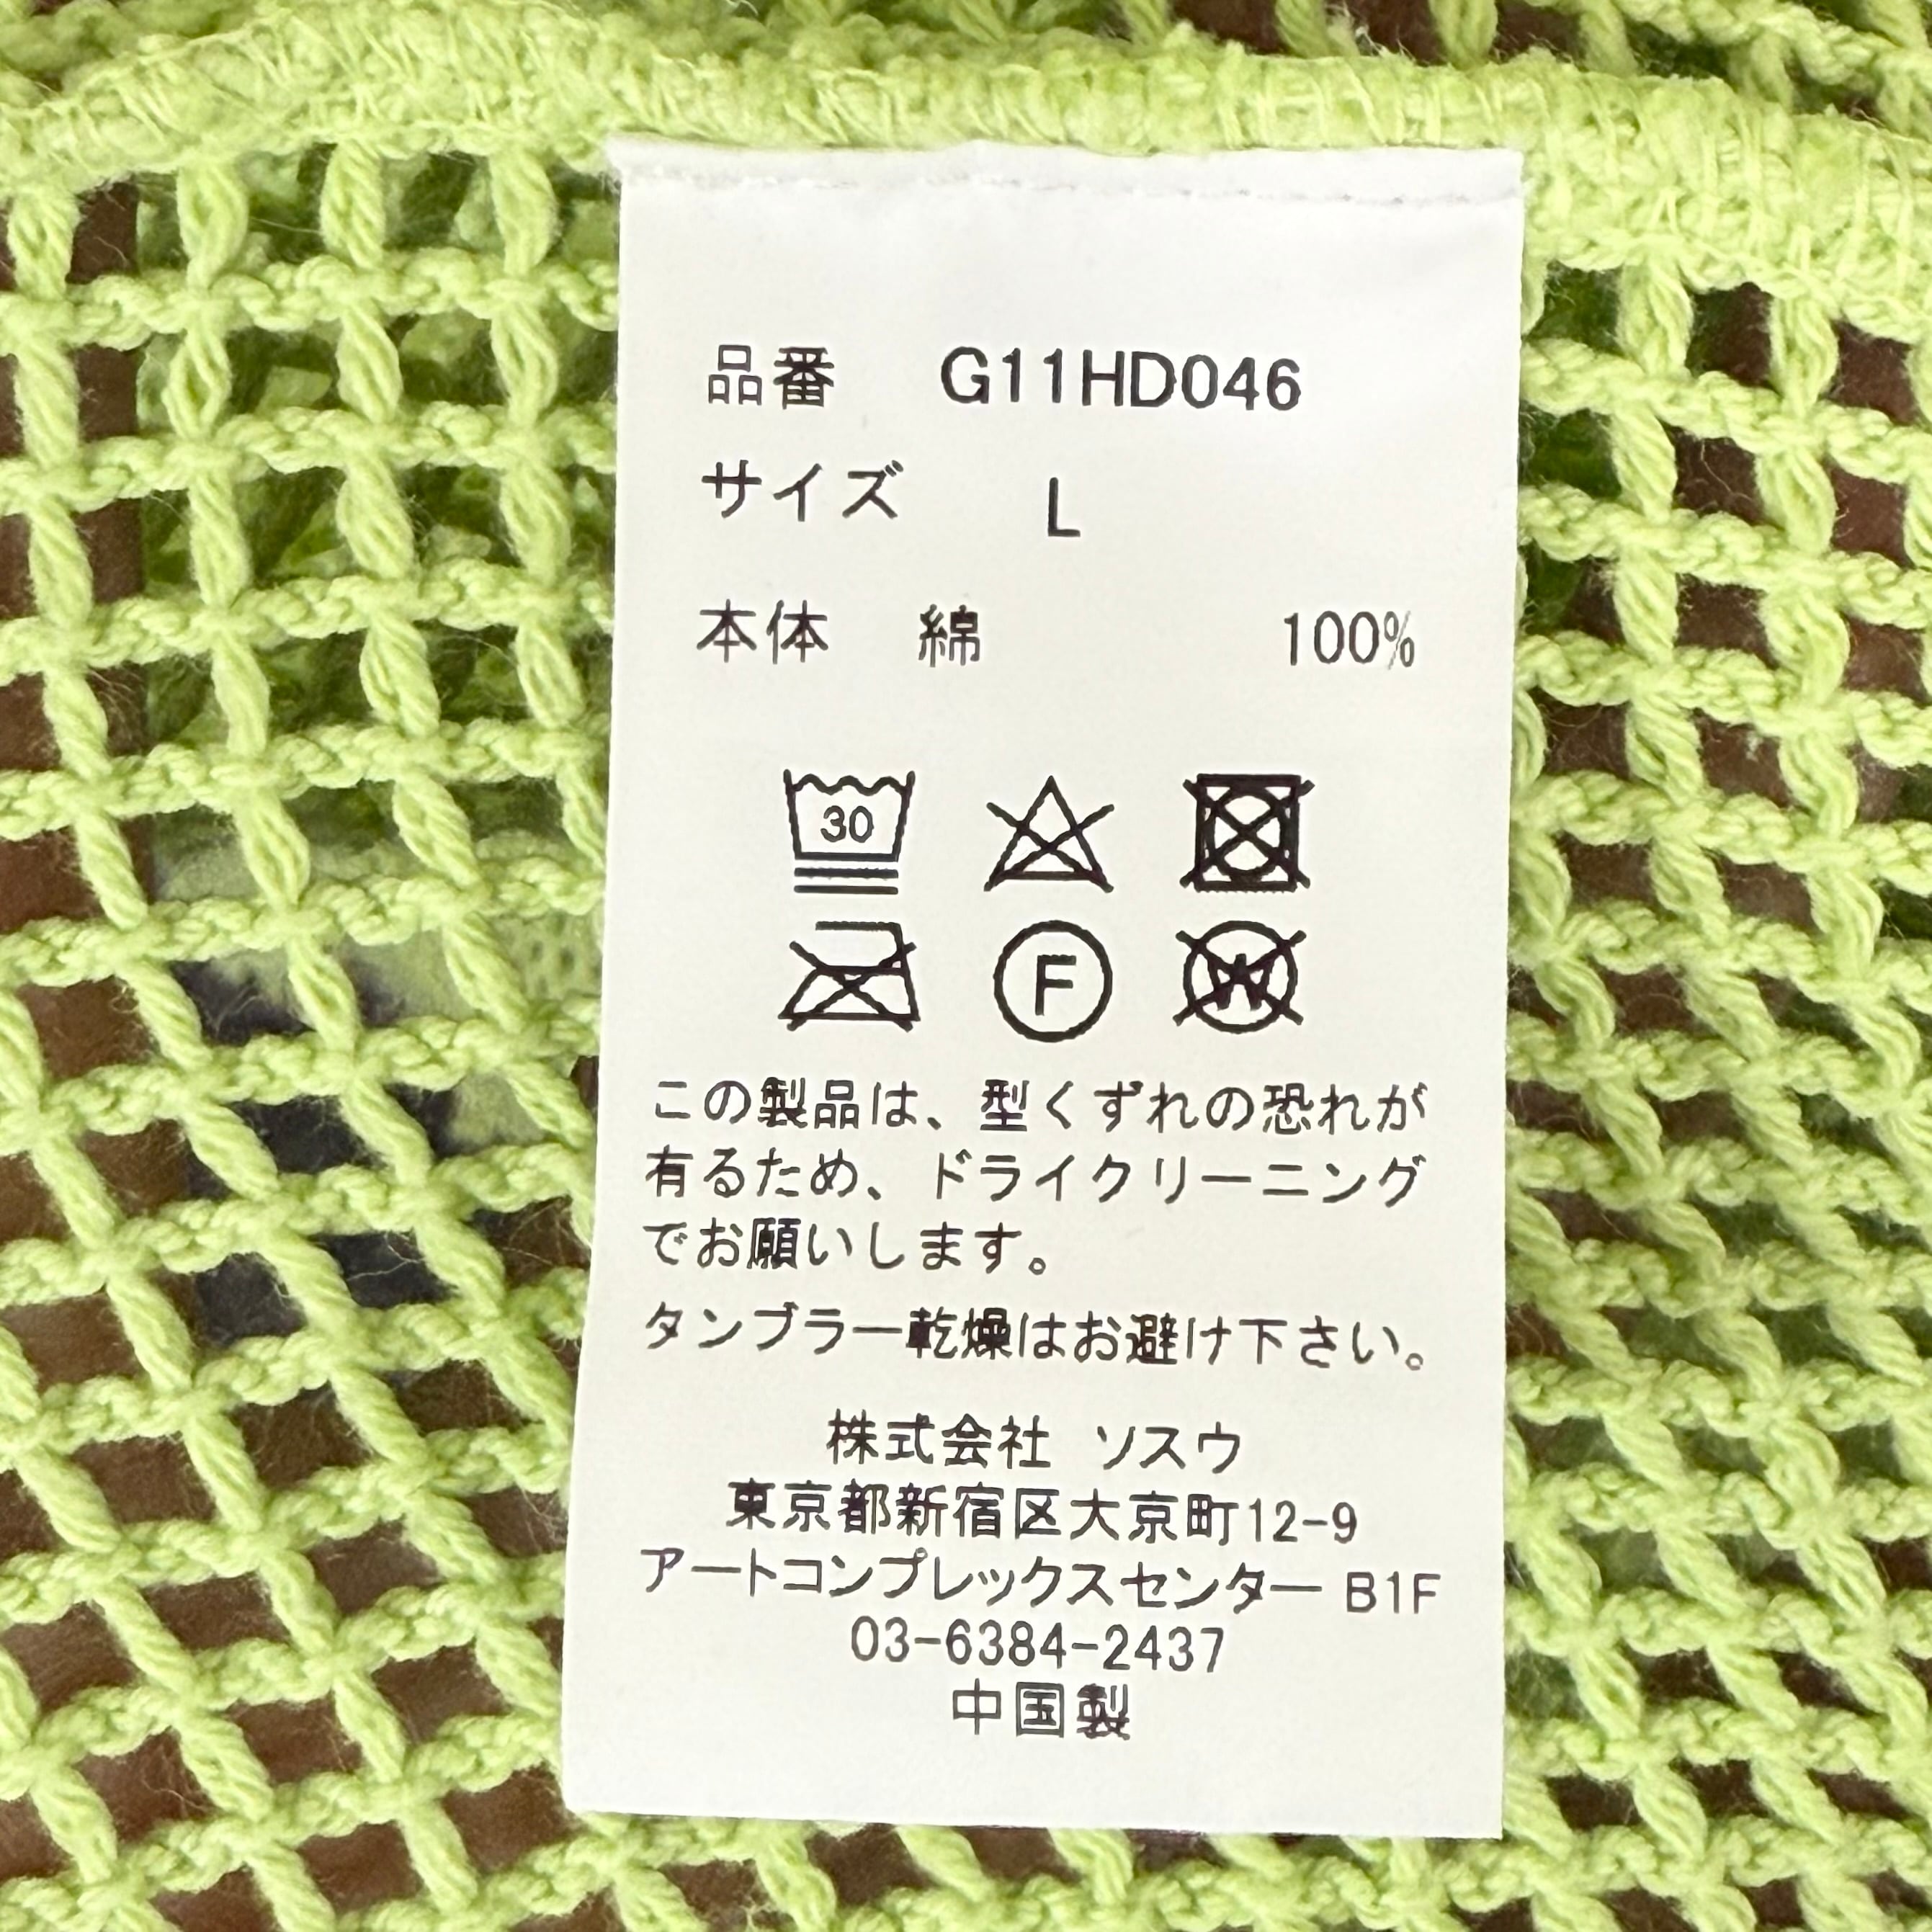 品番 G11HD046
サイズ L
本体 綿 100%
30
F W
この製品は、型くずれの恐れが
有るため、ドライクリーニング
でお願いします。
タンブラー乾燥はお避け下さい。
株式会社 ソスウ
東京都新宿区大京町12-9
アートコンプレックスセンター B1F
03-6384-2437
中国製